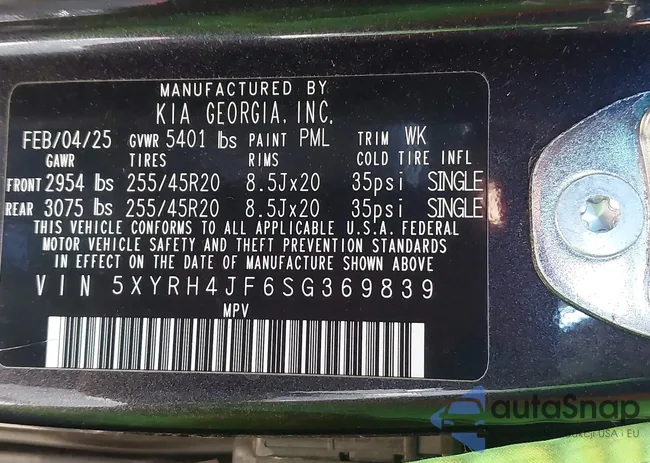 MANUFACTURED BY
KIA GEORGIA, INC.
FEB/04/25 GVWR 5401 lbs PAINT PML TRIM WK
GAWR TIRES RIMS COLD TIRE INFL
FRONT 2954 lbs 255/45R20 8.5Jx20 35psi SINGLE
REAR 3075 lbs 255/45R20 8.5Jx20 35psi SINGLE
THIS VEHICLE CONFORMS TO ALL APPLICABLE U.S.A. FEDERAL
MOTOR VEHICLE SAFETY AND THEFT PREVENTION STANDARDS
IN EFFECT ON THE DATE OF MANUFACTURE SHOWN ABOVE
VIN 5XYRH4JF6SG369839
MPV
autaSnap
USA i EU